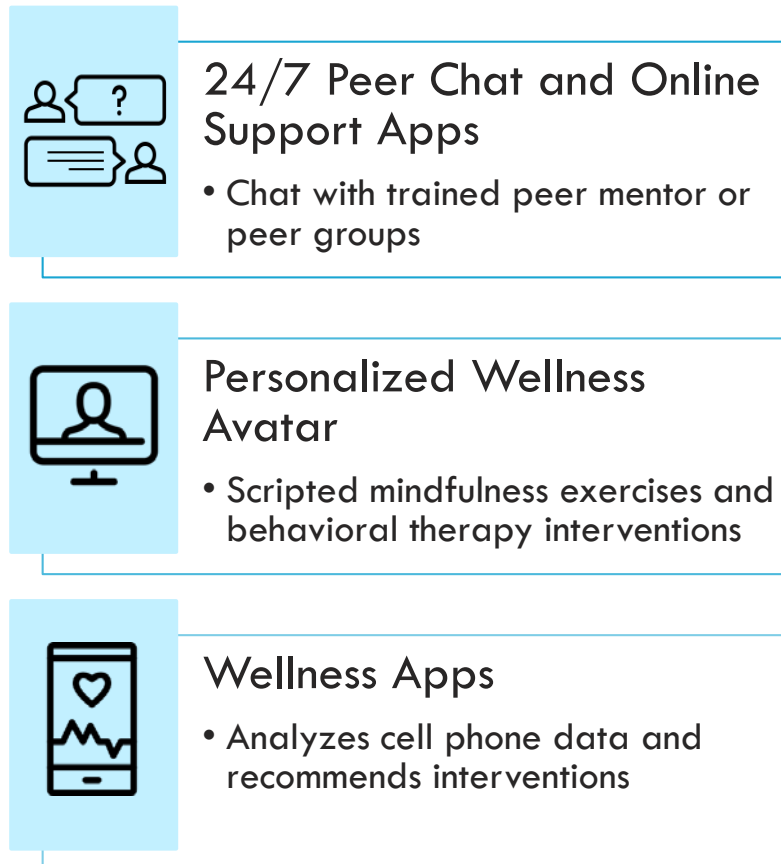 ?
24/7 Peer Chat and Online
Support Apps
• Chat with trained peer mentor or
peer groups
Personalized Wellness
Avatar
• Scripted mindfulness exercises and
behavioral therapy interventions
Wellness Apps
• Analyzes cell phone data and
recommends interventions